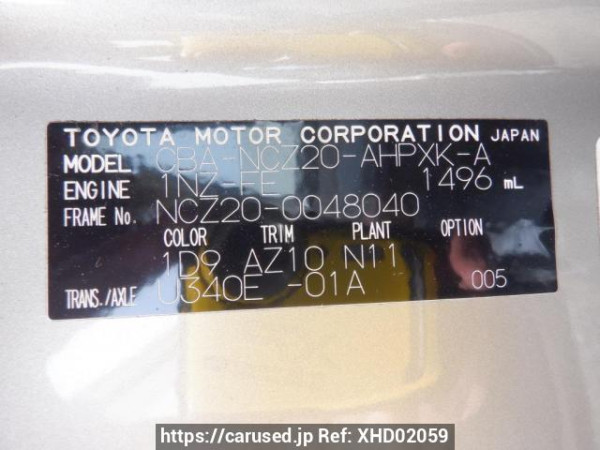 TOYOTA MOTOR CORPORATION JAPAN
MODEL CBA-NCZ20-AHPXK-A
ENGINE 1NZ-FE 1496 mL
FRAME No. NCZ20-0048040
COLOR TRIM PLANT OPTION
1D9 AZ10 N11
TRANS./AXLE U340E -01A 005
https://carused.jp Ref: XHD02059